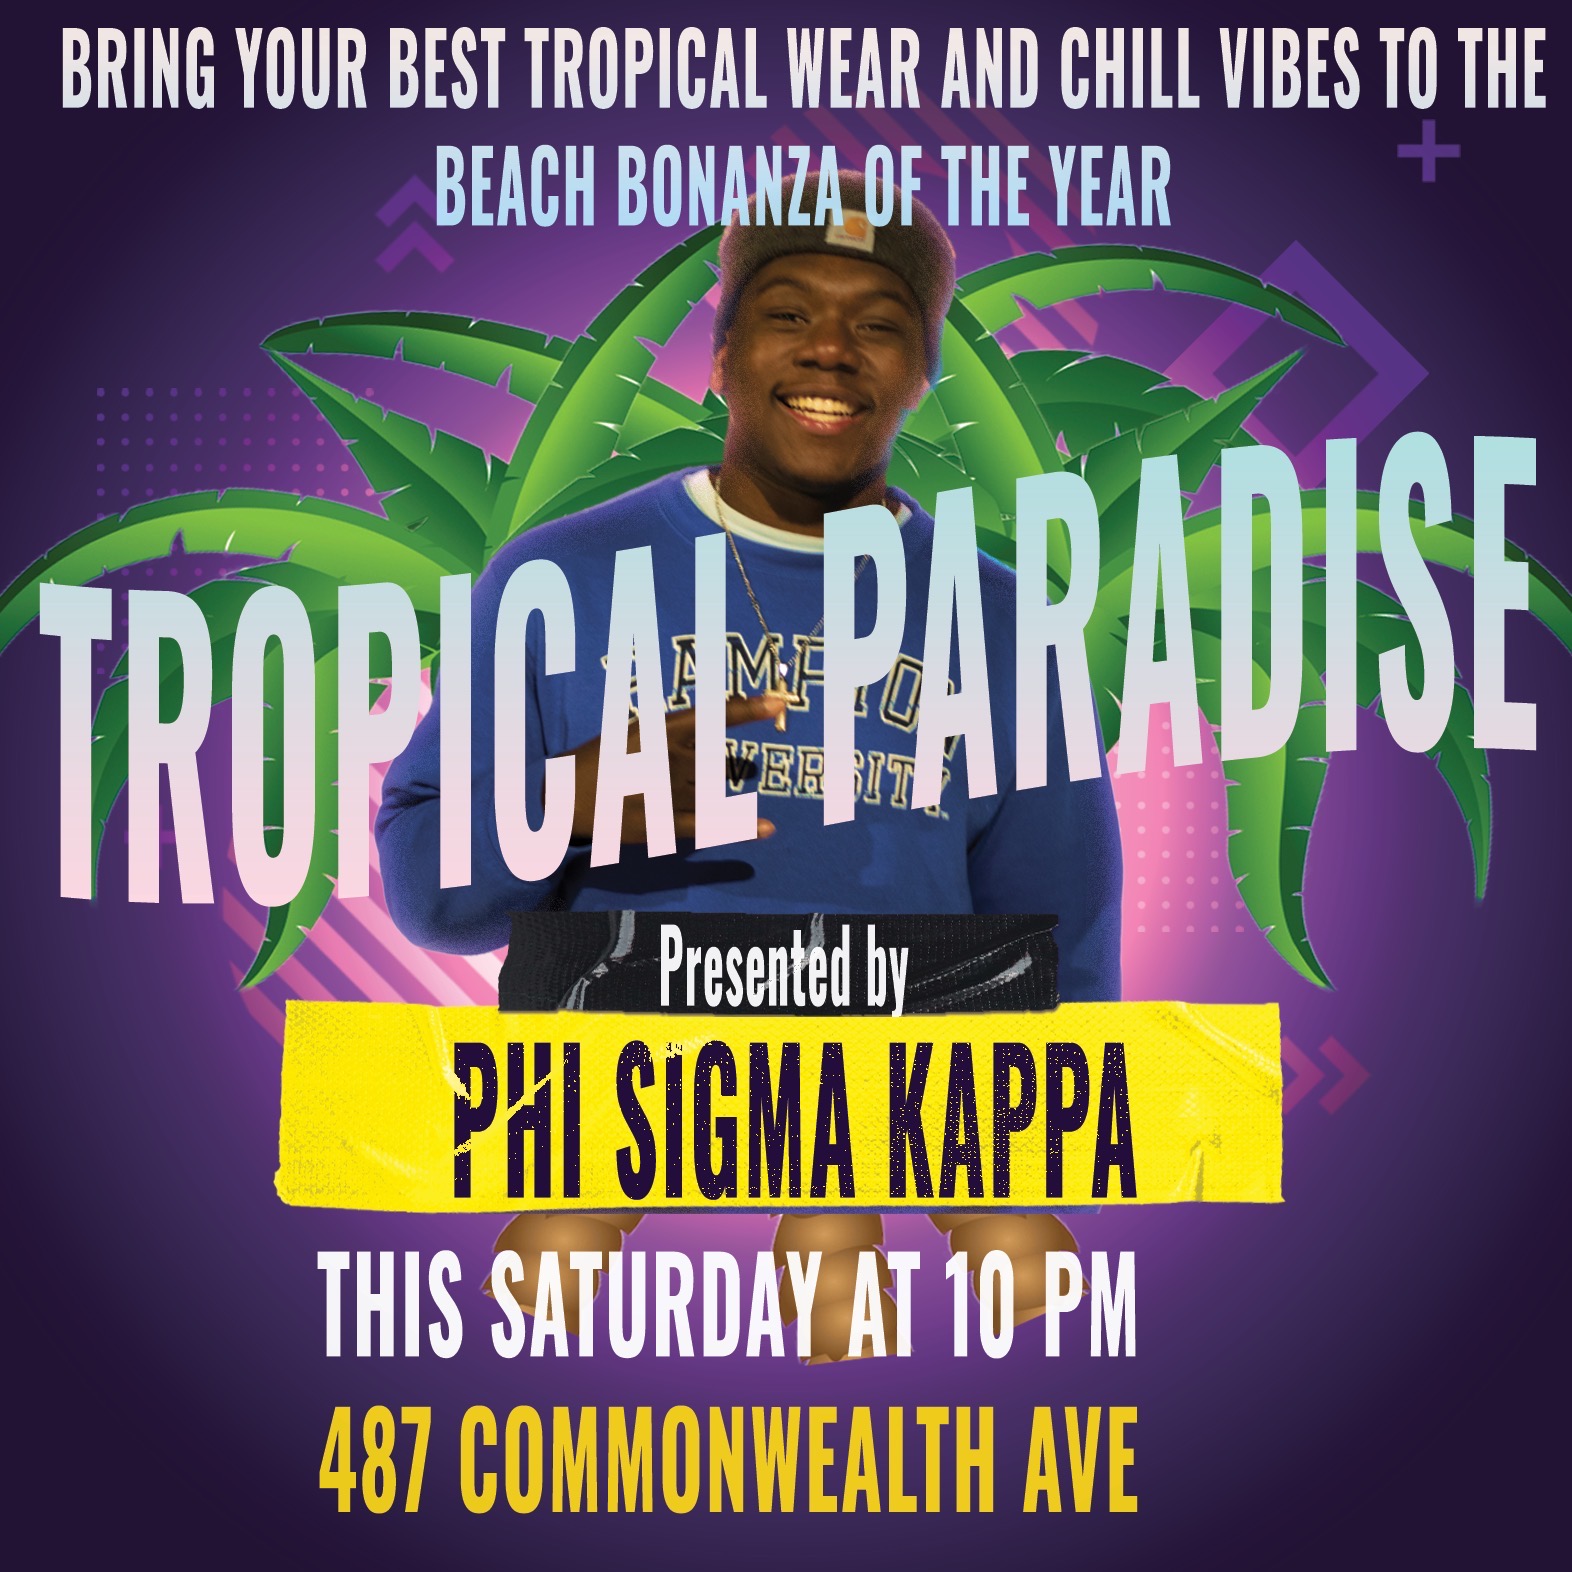 BRING YOUR BEST TROPICAL WEAR AND CHILL VIBES TO THE
BEACH BONANZA OF THE YEAR
TROPICAL PARADISE
Presented by
PHI SIGMA KAPPA
THIS SATURDAY AT 10 PM
487 COMMONWEALTH AVE